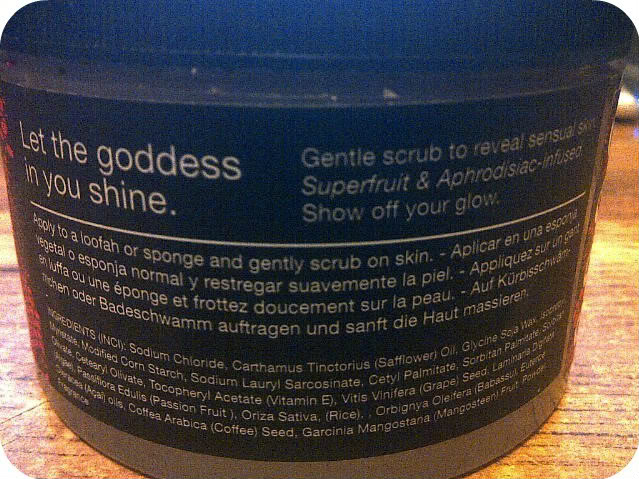 Let the goddess
in you shine.
Gentle scrub to reveal sensual skin
Superfruit & Aphrodisiac-infused
Show off your glow.
Apply to a loofah or sponge and gently scrub on skin. - Aplicar en una esponja
vegetal o esponja normal y restregar suavemente la piel. - Appliquez sur un gant
en luffa ou une éponge et frottez doucement sur la peau. - Auf Kürbisschwäm-
mchen oder Badeschwamm auftragen und sanft die Haut massieren.
INGREDIENTS (INCI): Sodium Chloride, Carthamus Tinctorius (Safflower) Oil, Glycine Soja Wax,
Modified Corn Starch, Sodium Lauryl Sarcosinate, Cetyl Palmitate, Sorbitan Palmitate,
Cetearyl Olivate, Tocopheryl Acetate (Vitamin E), Vitis Vinifera (Grape) Seed, Laminaria
Passiflora Edulis (Passion Fruit ), Oriza Sativa, (Rice). , Orbignya Oleifera (Babassu),
(Açai) oils, Coffea Arabica (Coffee) Seed, Garcinia Mangostana (Mangosteen) Fruit, Powder